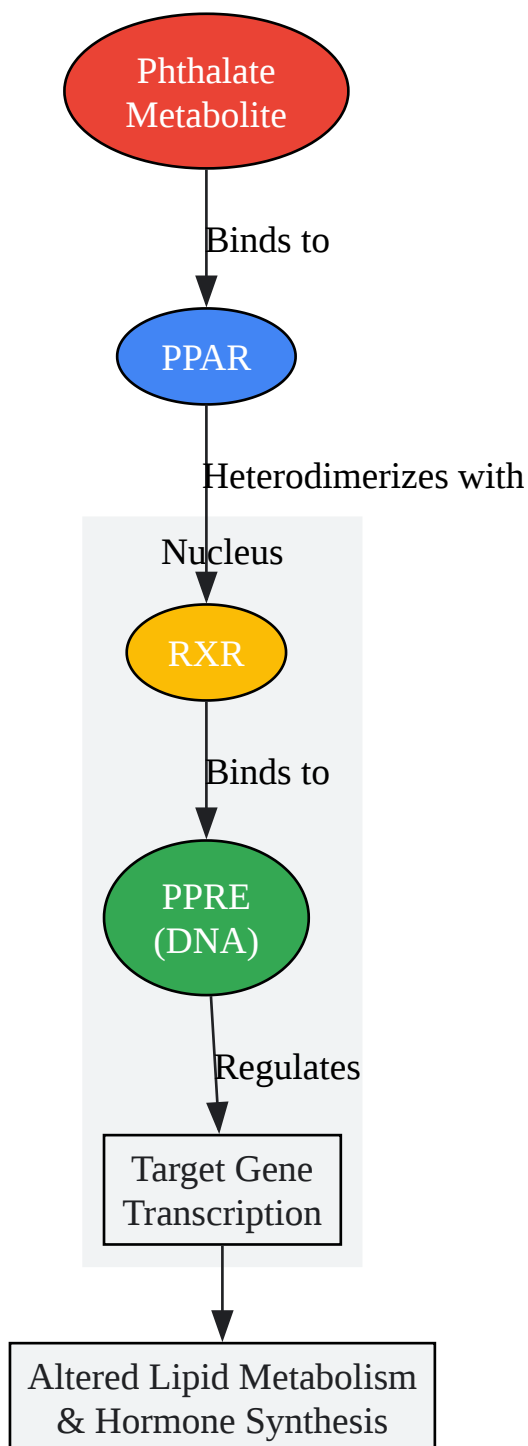 Phthalate
Metabolite
Binds to
PPAR
Heterodimerizes with
Nucleus
RXR
Binds to
PPRE
(DNA)
Regulates
Target Gene
Transcription
Altered Lipid Metabolism
& Hormone Synthesis